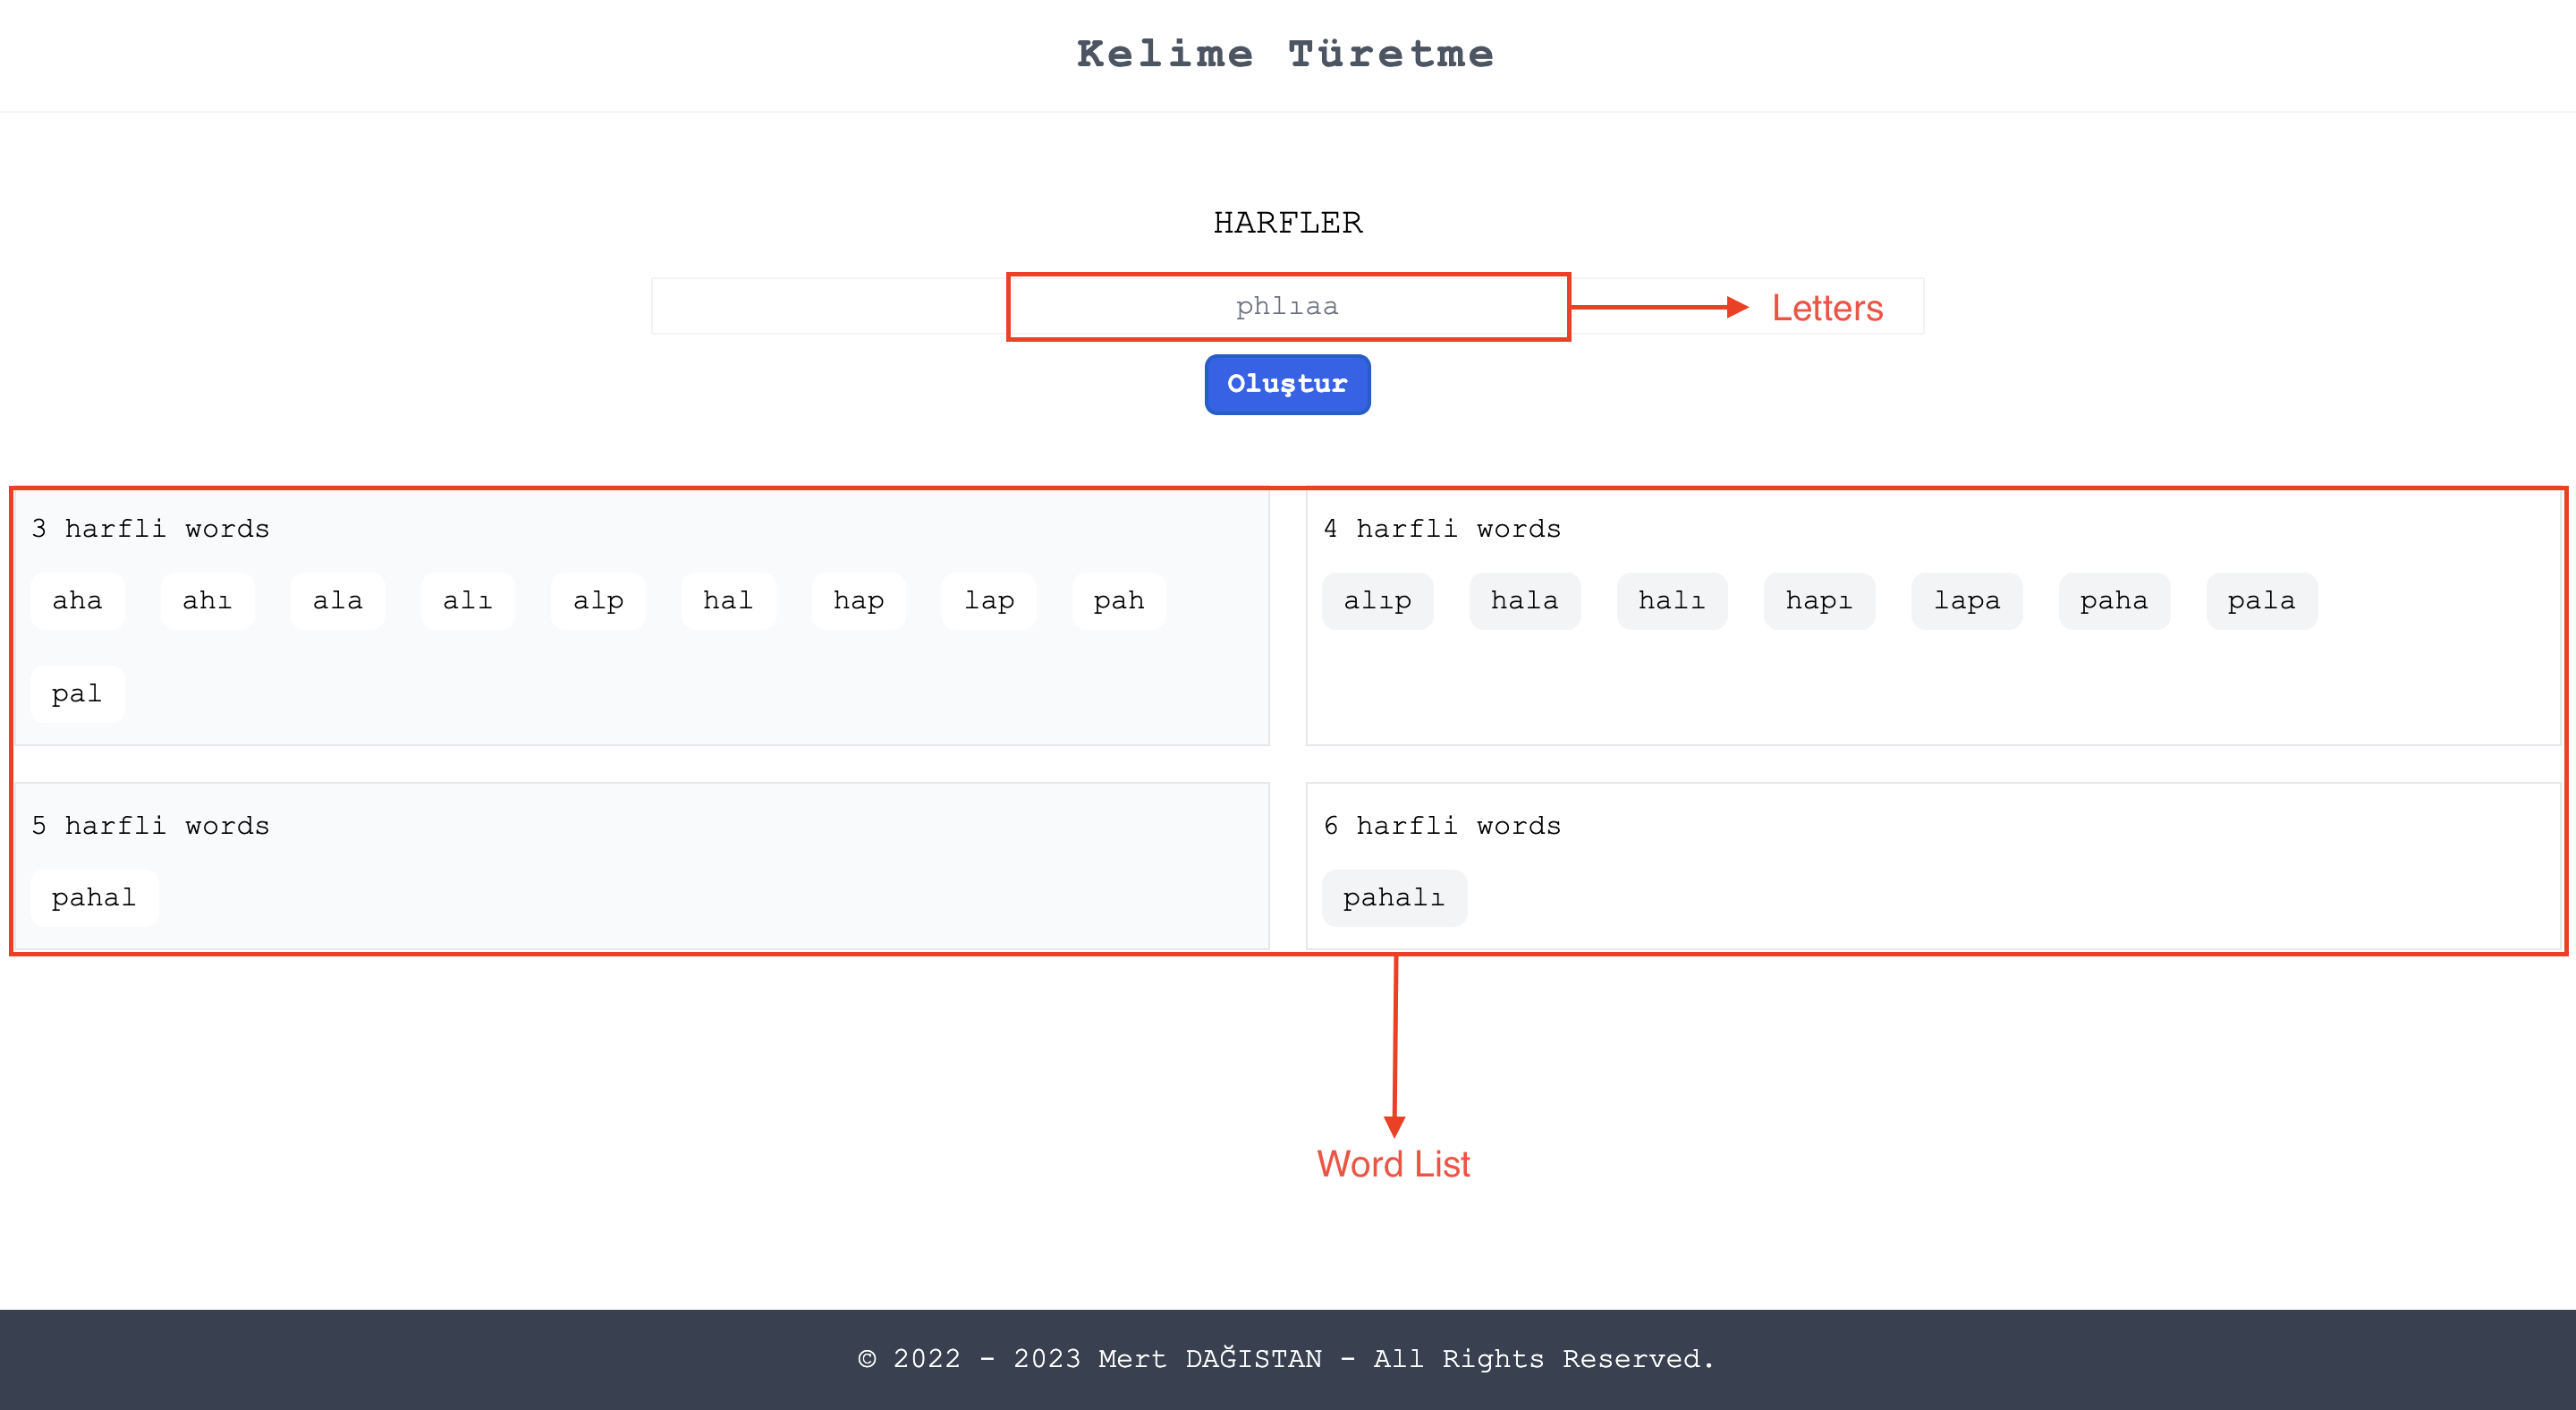 Kelime Türetme
HARFLER
phlıaa
Letters
Oluştur
3 harfli words
aha ahı ala alı alp hal hap lap pah
pal
4 harfli words
alıp hala halı hapı lapa paha pala
5 harfli words
pahal
6 harfli words
pahalı
Word List
© 2022 - 2023 Mert DAĞISTAN - All Rights Reserved.